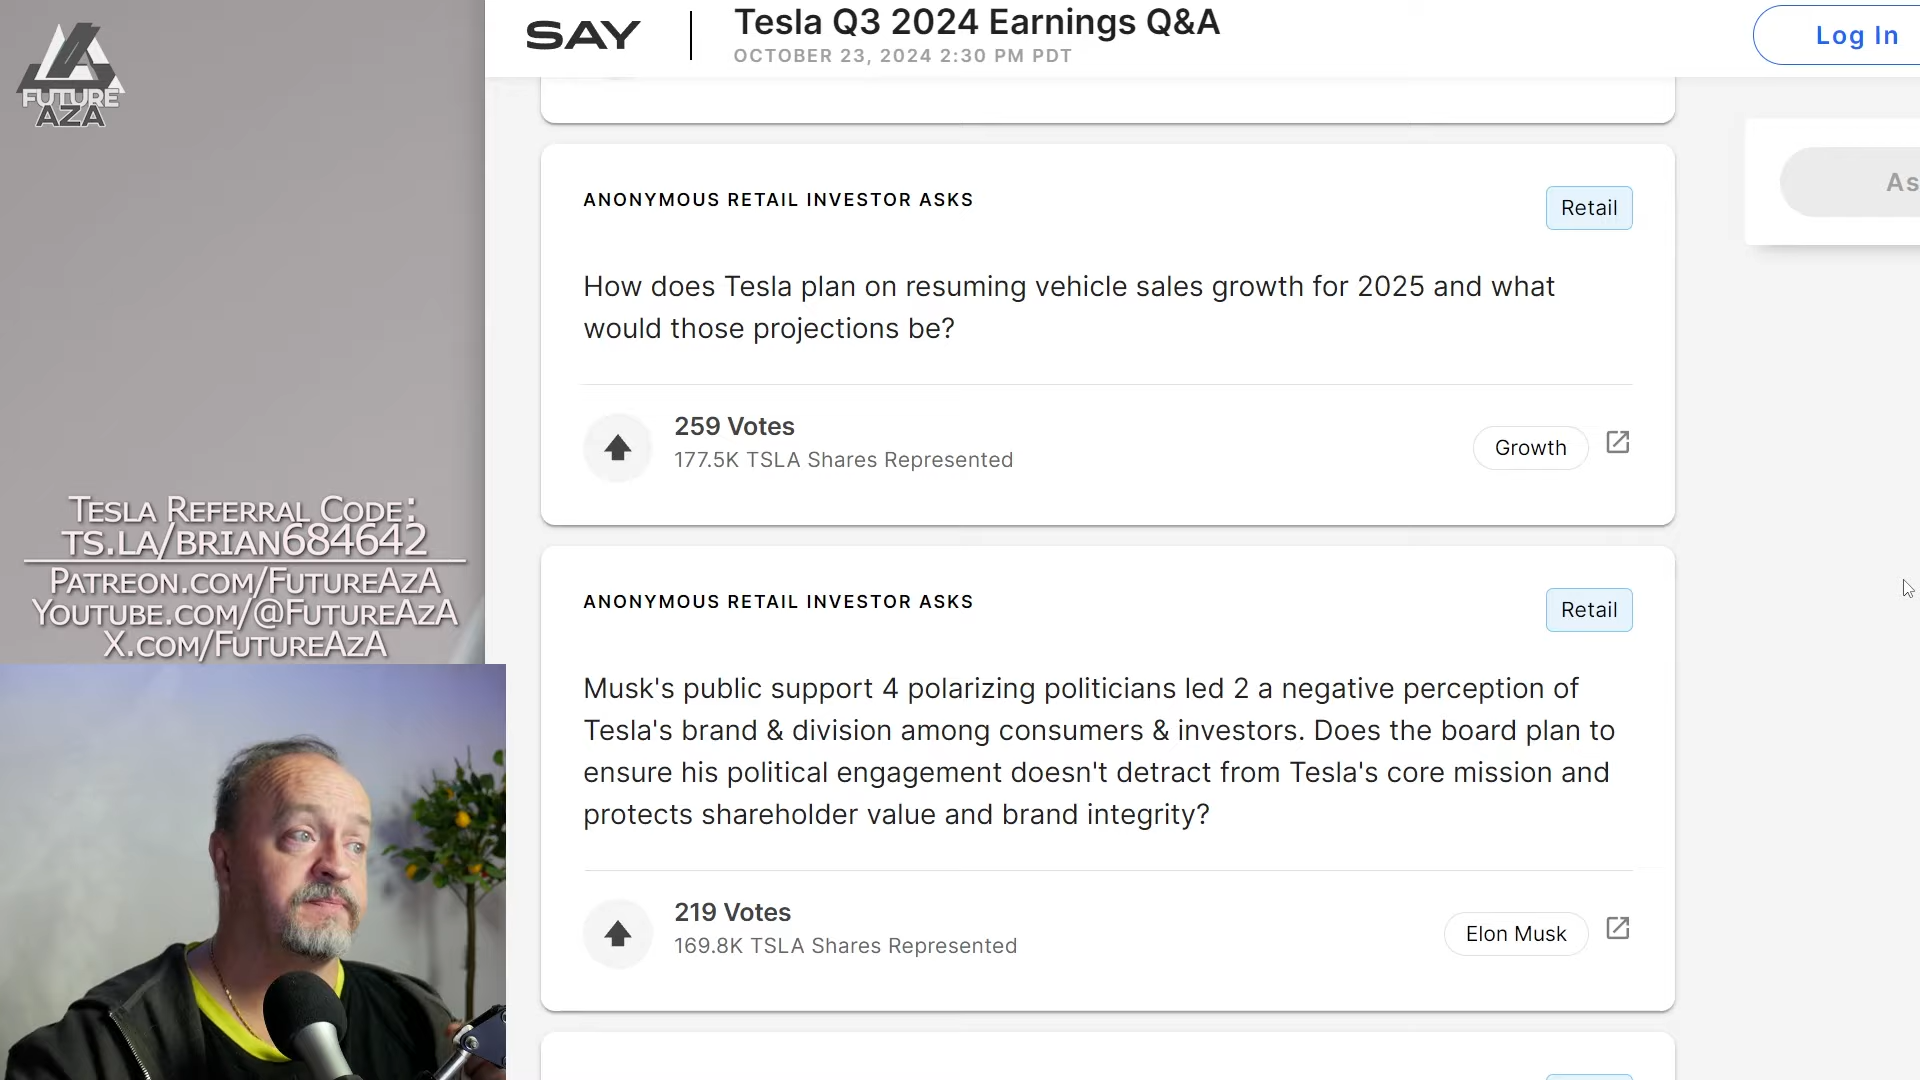 FUTURE
AZA
SAY
Tesla Q3 2024 Earnings Q&A
OCTOBER 23, 2024 2:30 PM PDT
Log In
As
ANONYMOUS RETAIL INVESTOR ASKS
Retail
How does Tesla plan on resuming vehicle sales growth for 2025 and what
would those projections be?
259 Votes
177.5K TSLA Shares Represented
Growth
ANONYMOUS RETAIL INVESTOR ASKS
Retail
Musk's public support 4 polarizing politicians led 2 a negative perception of
Tesla's brand & division among consumers & investors. Does the board plan to
ensure his political engagement doesn't detract from Tesla's core mission and
protects shareholder value and brand integrity?
219 Votes
169.8K TSLA Shares Represented
Elon Musk
Tesla Referral Code:
ts.la/brian684642
Patreon.com/FutureAzA
Youtube.com/@FutureAzA
X.com/FutureAzA